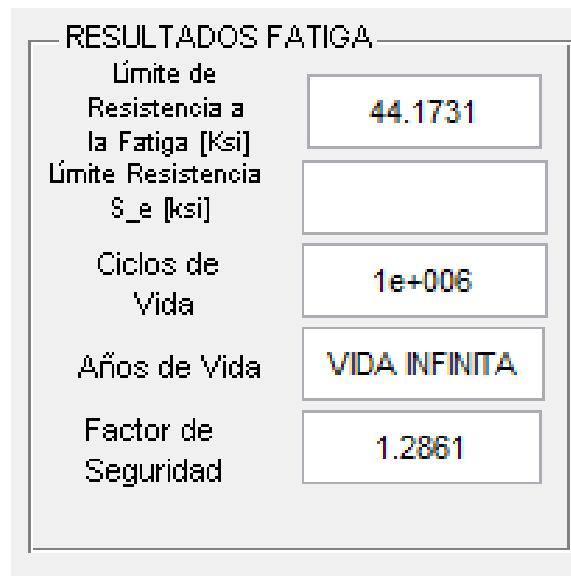 RESULTADOS FATIGA
Límite de
Resistencia a
la Fatiga [Ksi]
44.1731
Límite Resistencia
S_e [ksi]
Ciclos de
Vida
1e+006
Años de Vida
VIDA INFINITA
Factor de
Seguridad
1.2861